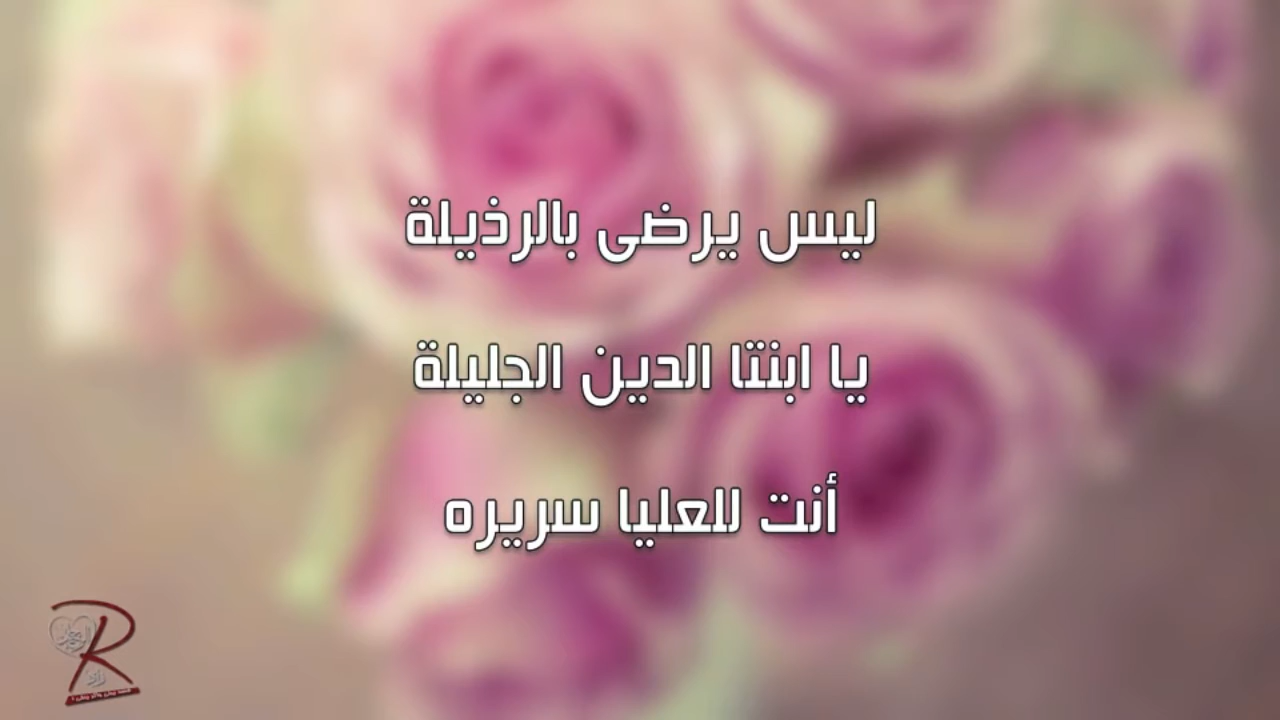 ليس يرضى بالرذيلة
يا ابنتا الدين الجليلة
أنت للعليا سريره
R